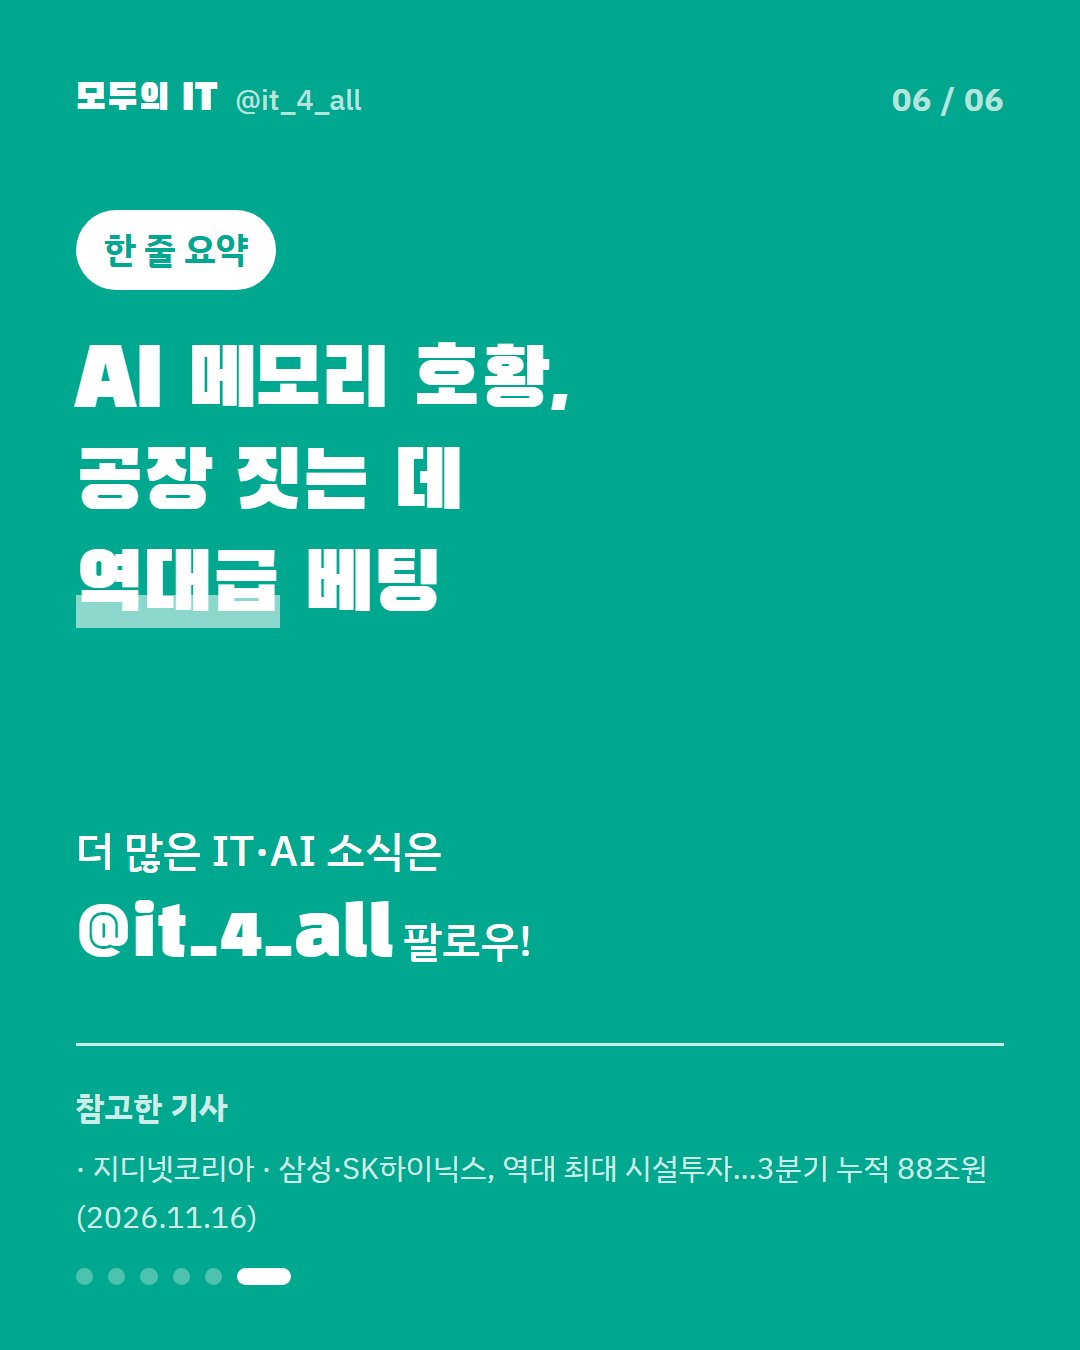 모두의 IT @it_4_all
06 / 06
한 줄 요약
AI 메모리 호황,
공장 짓는 데
역대급 베팅
더 많은 IT·AI 소식은
@it_4_all 팔로우!
참고한 기사
· 지디넷코리아 · 삼성·SK하이닉스, 역대 최대 시설투자...3분기 누적 88조원
(2026.11.16)